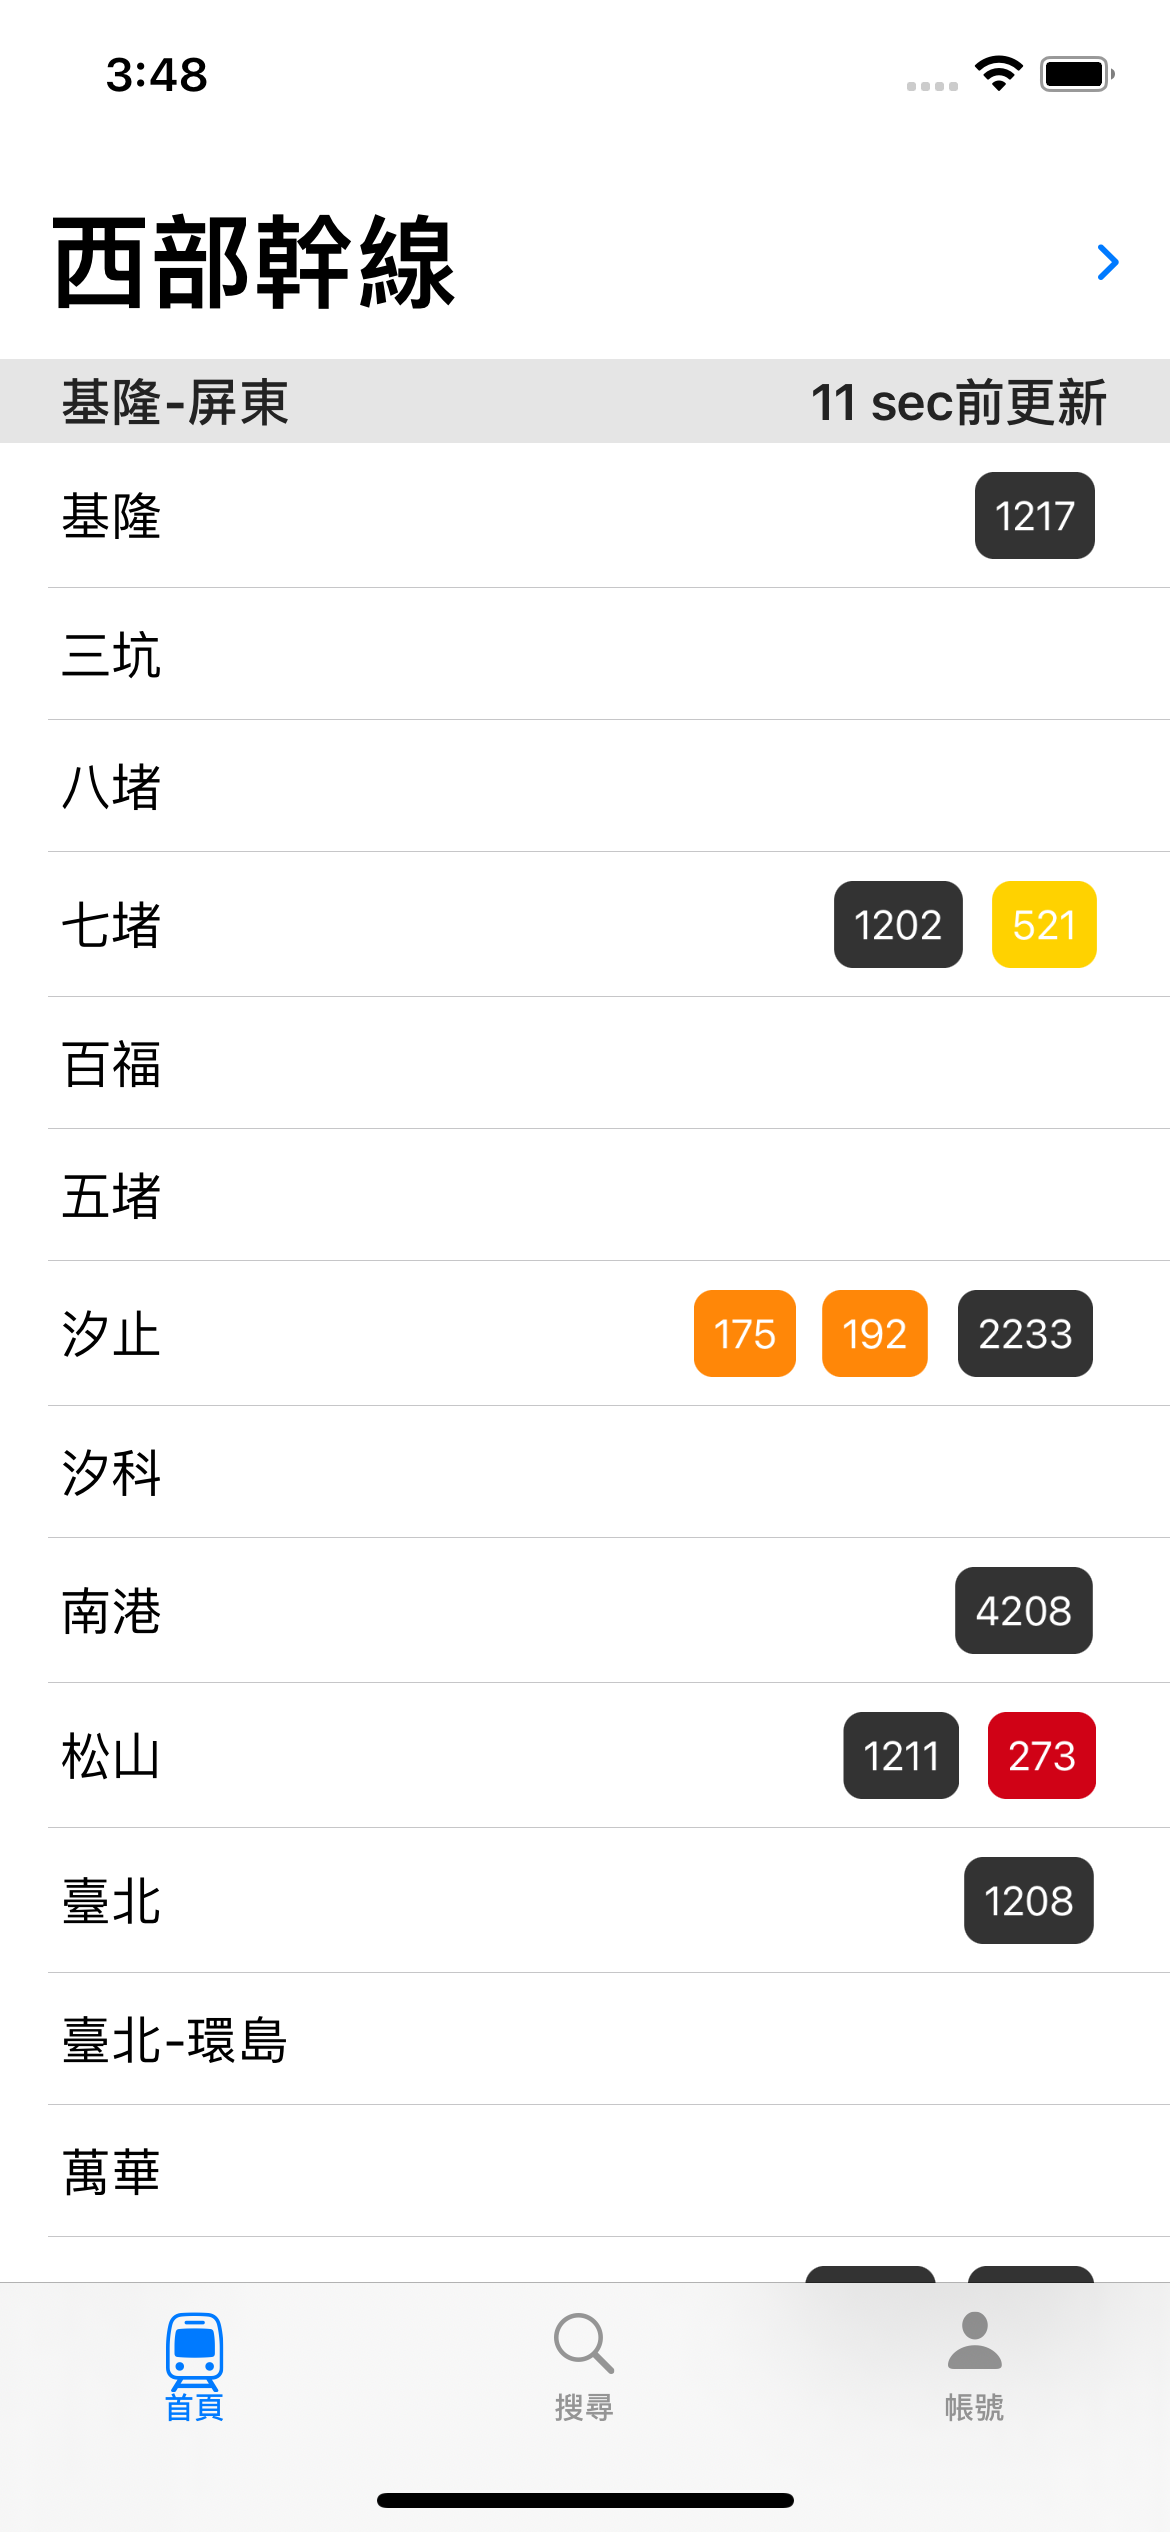 3:48
西部幹線
基隆-屏東 11 sec前更新
基隆 1217
三坑
八堵
七堵 1202 521
百福
五堵
汐止 175 192 2233
汐科
南港 4208
松山 1211 273
臺北 1208
臺北-環島
萬華
首頁 搜尋 帳號